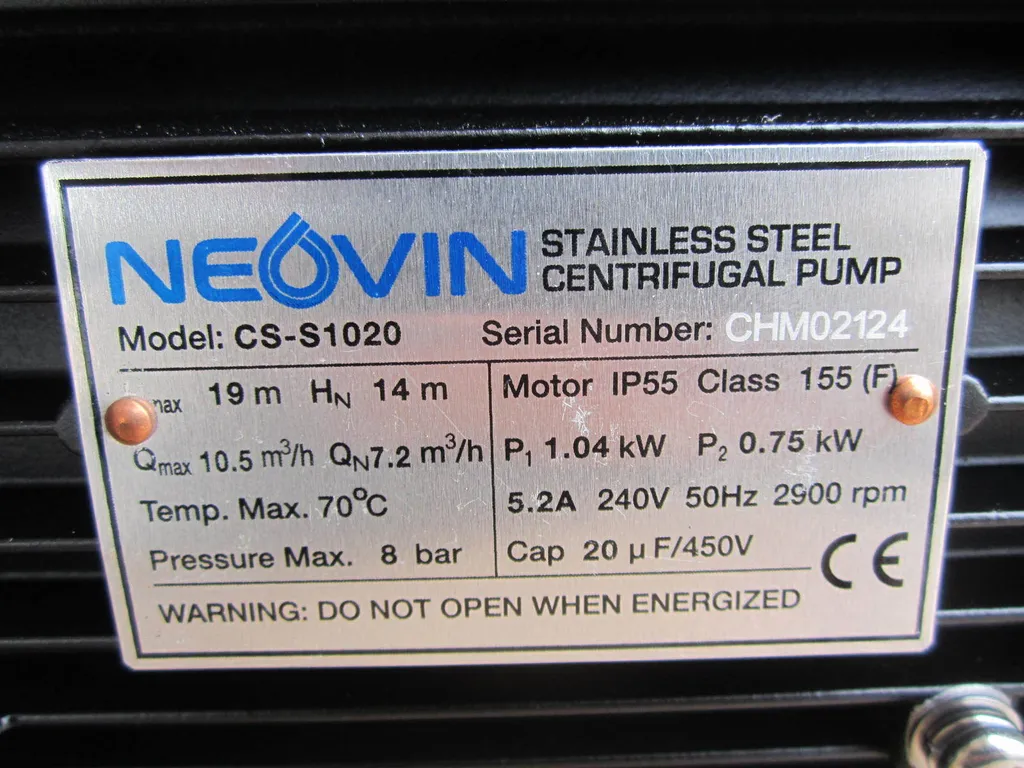 NEOVIN STAINLESS STEEL
CENTRIFUGAL PUMP
Model: CS-S1020 Serial Number: CHM02124
max 19 m H_N 14 m
Q_max 10.5 m³/h Q_N 7.2 m³/h
Temp. Max. 70°C
Pressure Max. 8 bar
Motor IP55 Class 155 (F)
P₁ 1.04 kW P₂ 0.75 kW
5.2A 240V 50Hz 2900 rpm
Cap 20 µF/450V
CE
WARNING: DO NOT OPEN WHEN ENERGIZED